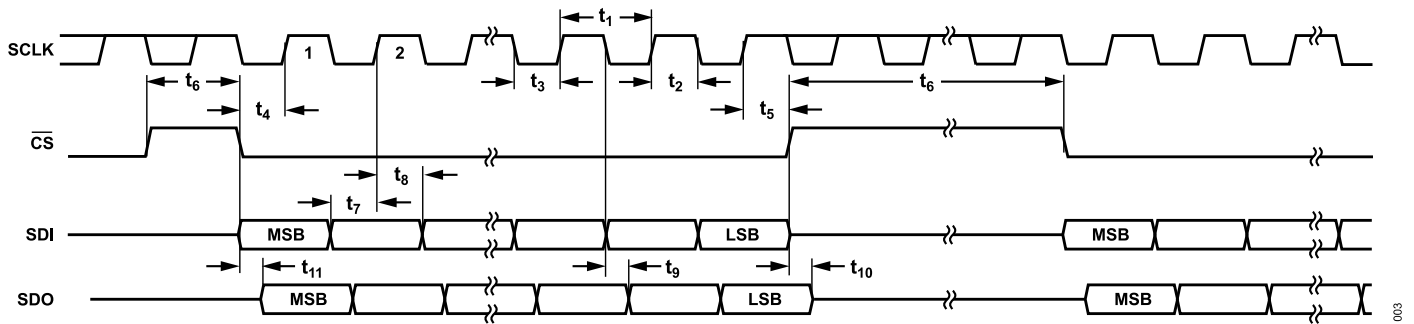 t1
SCLK 1 2
t6 t3 t2 t6
t4 t5
CS
t8
t7
SDI MSB LSB MSB
t11 t9 t10
SDO MSB LSB MSB
003